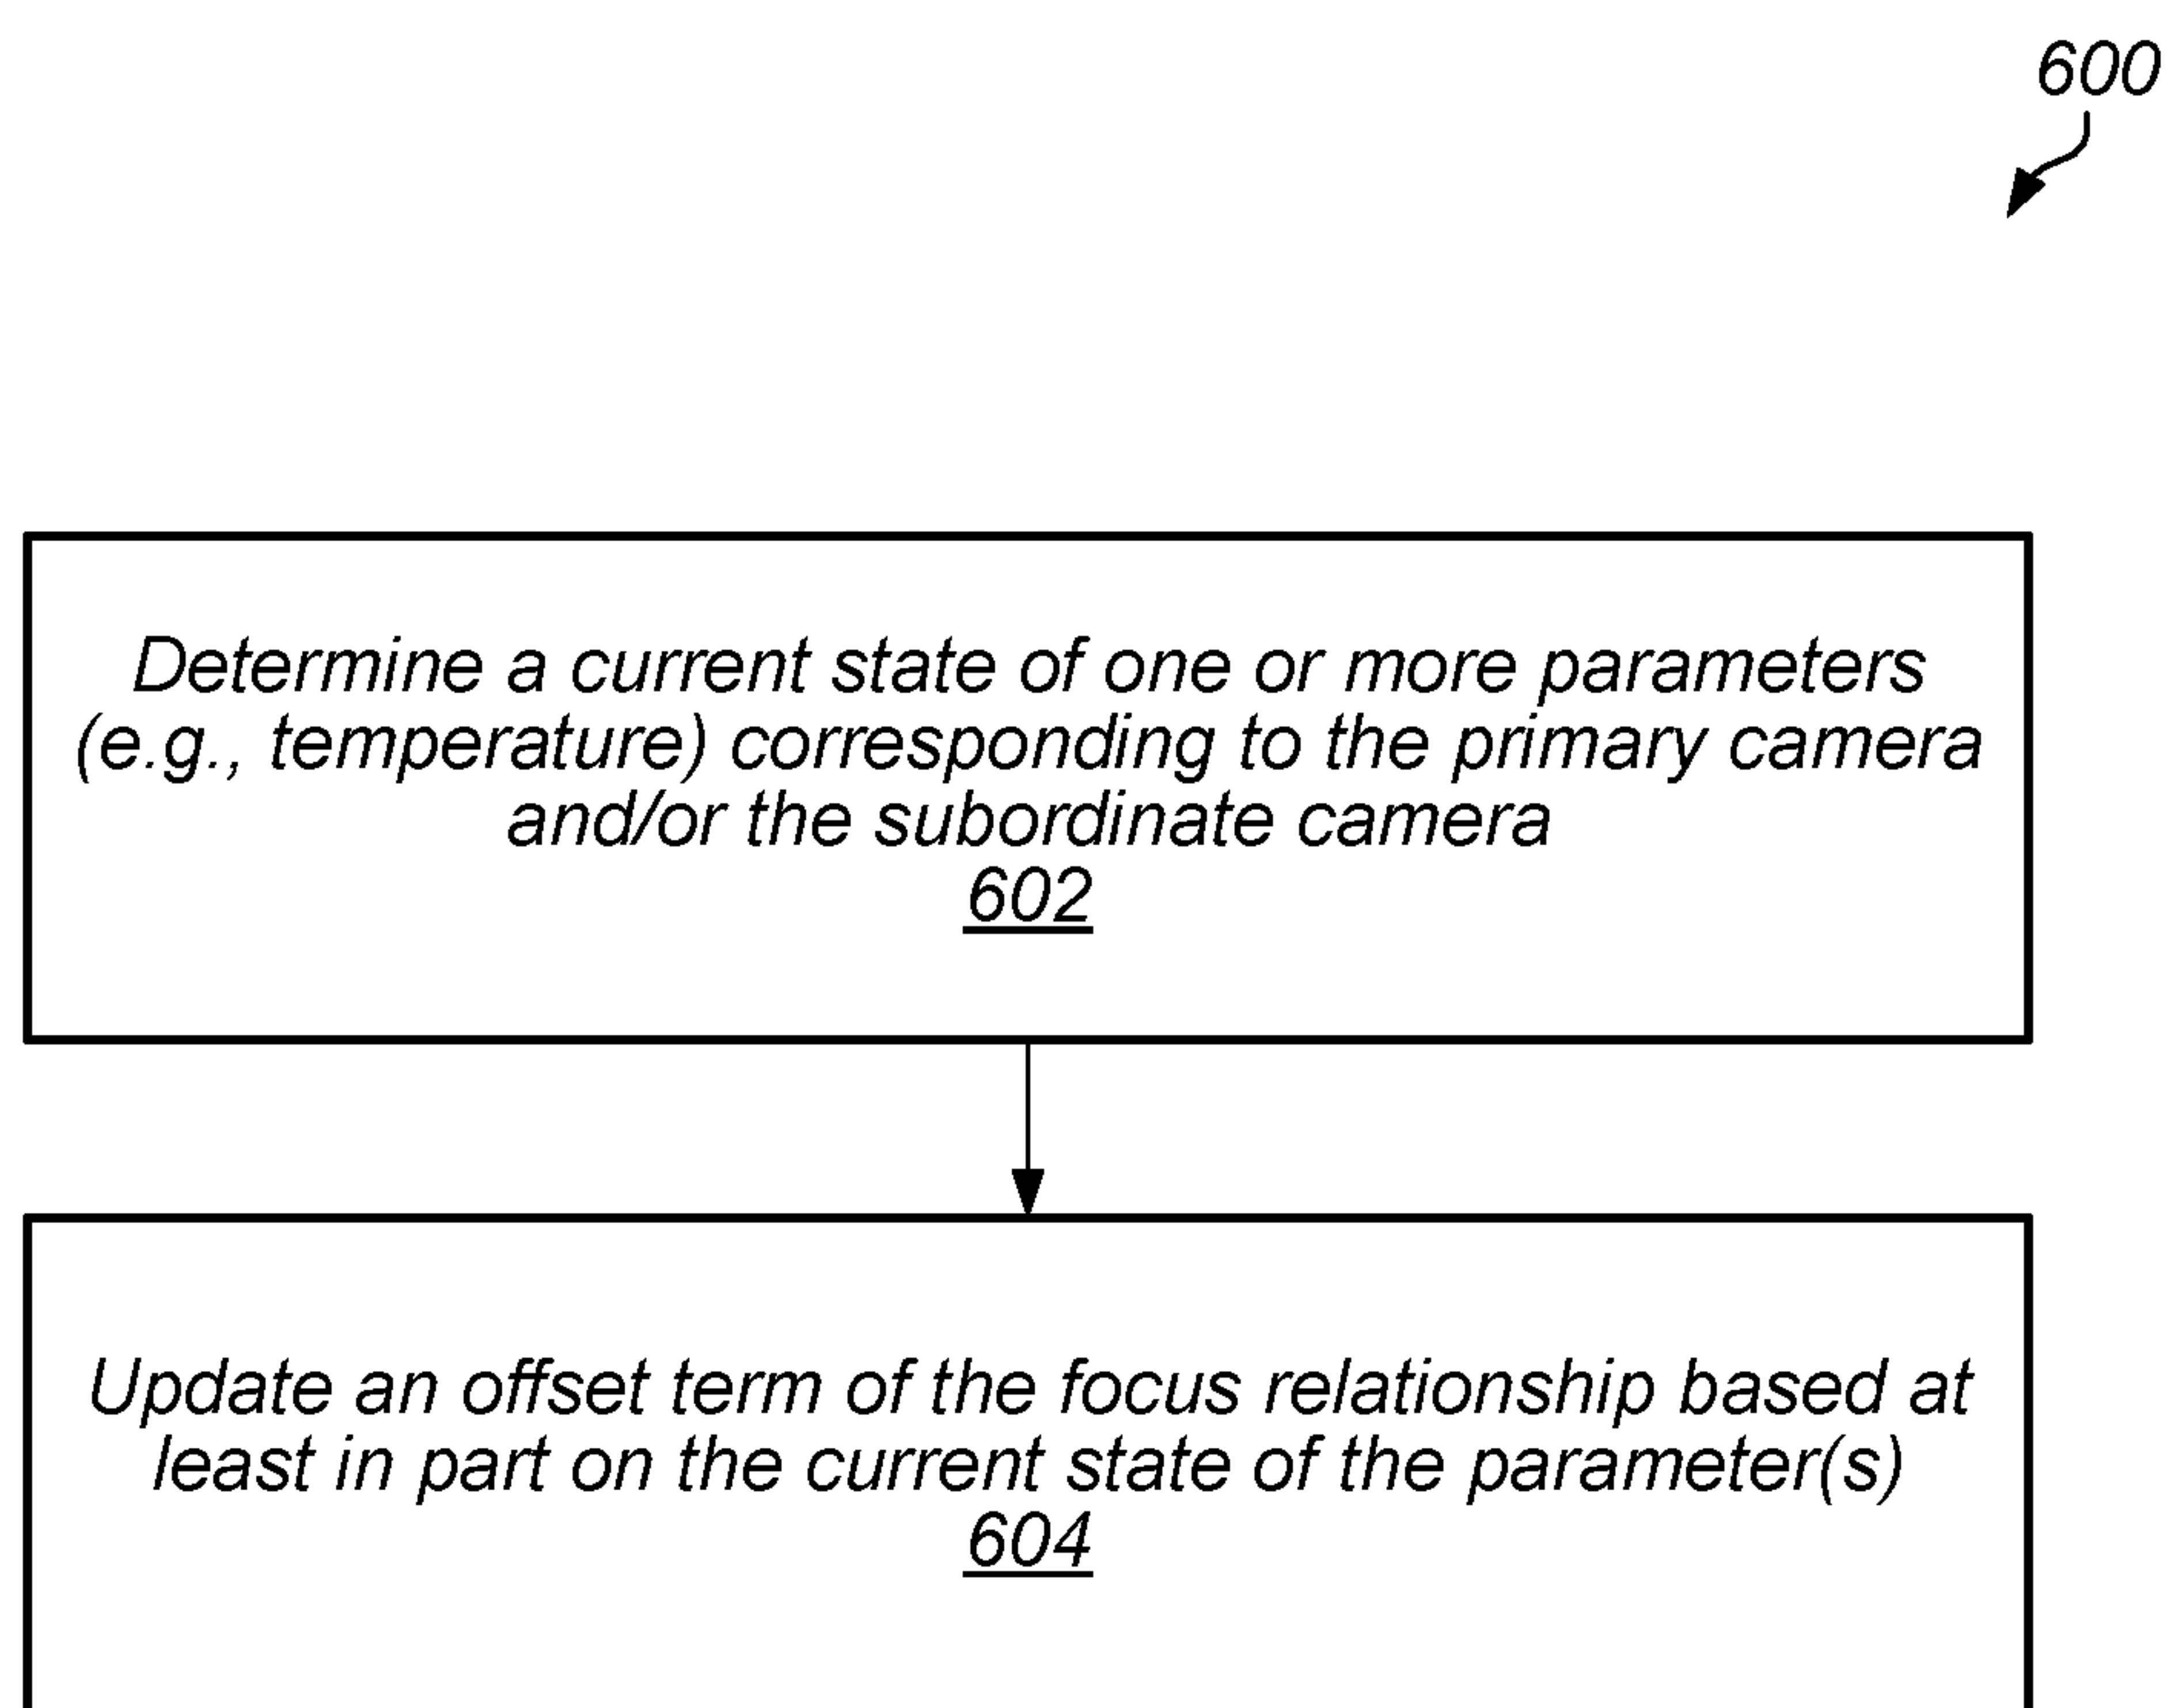 600
Determine a current state of one or more parameters
(e.g., temperature) corresponding to the primary camera
and/or the subordinate camera
602
Update an offset term of the focus relationship based at
least in part on the current state of the parameter(s)
604